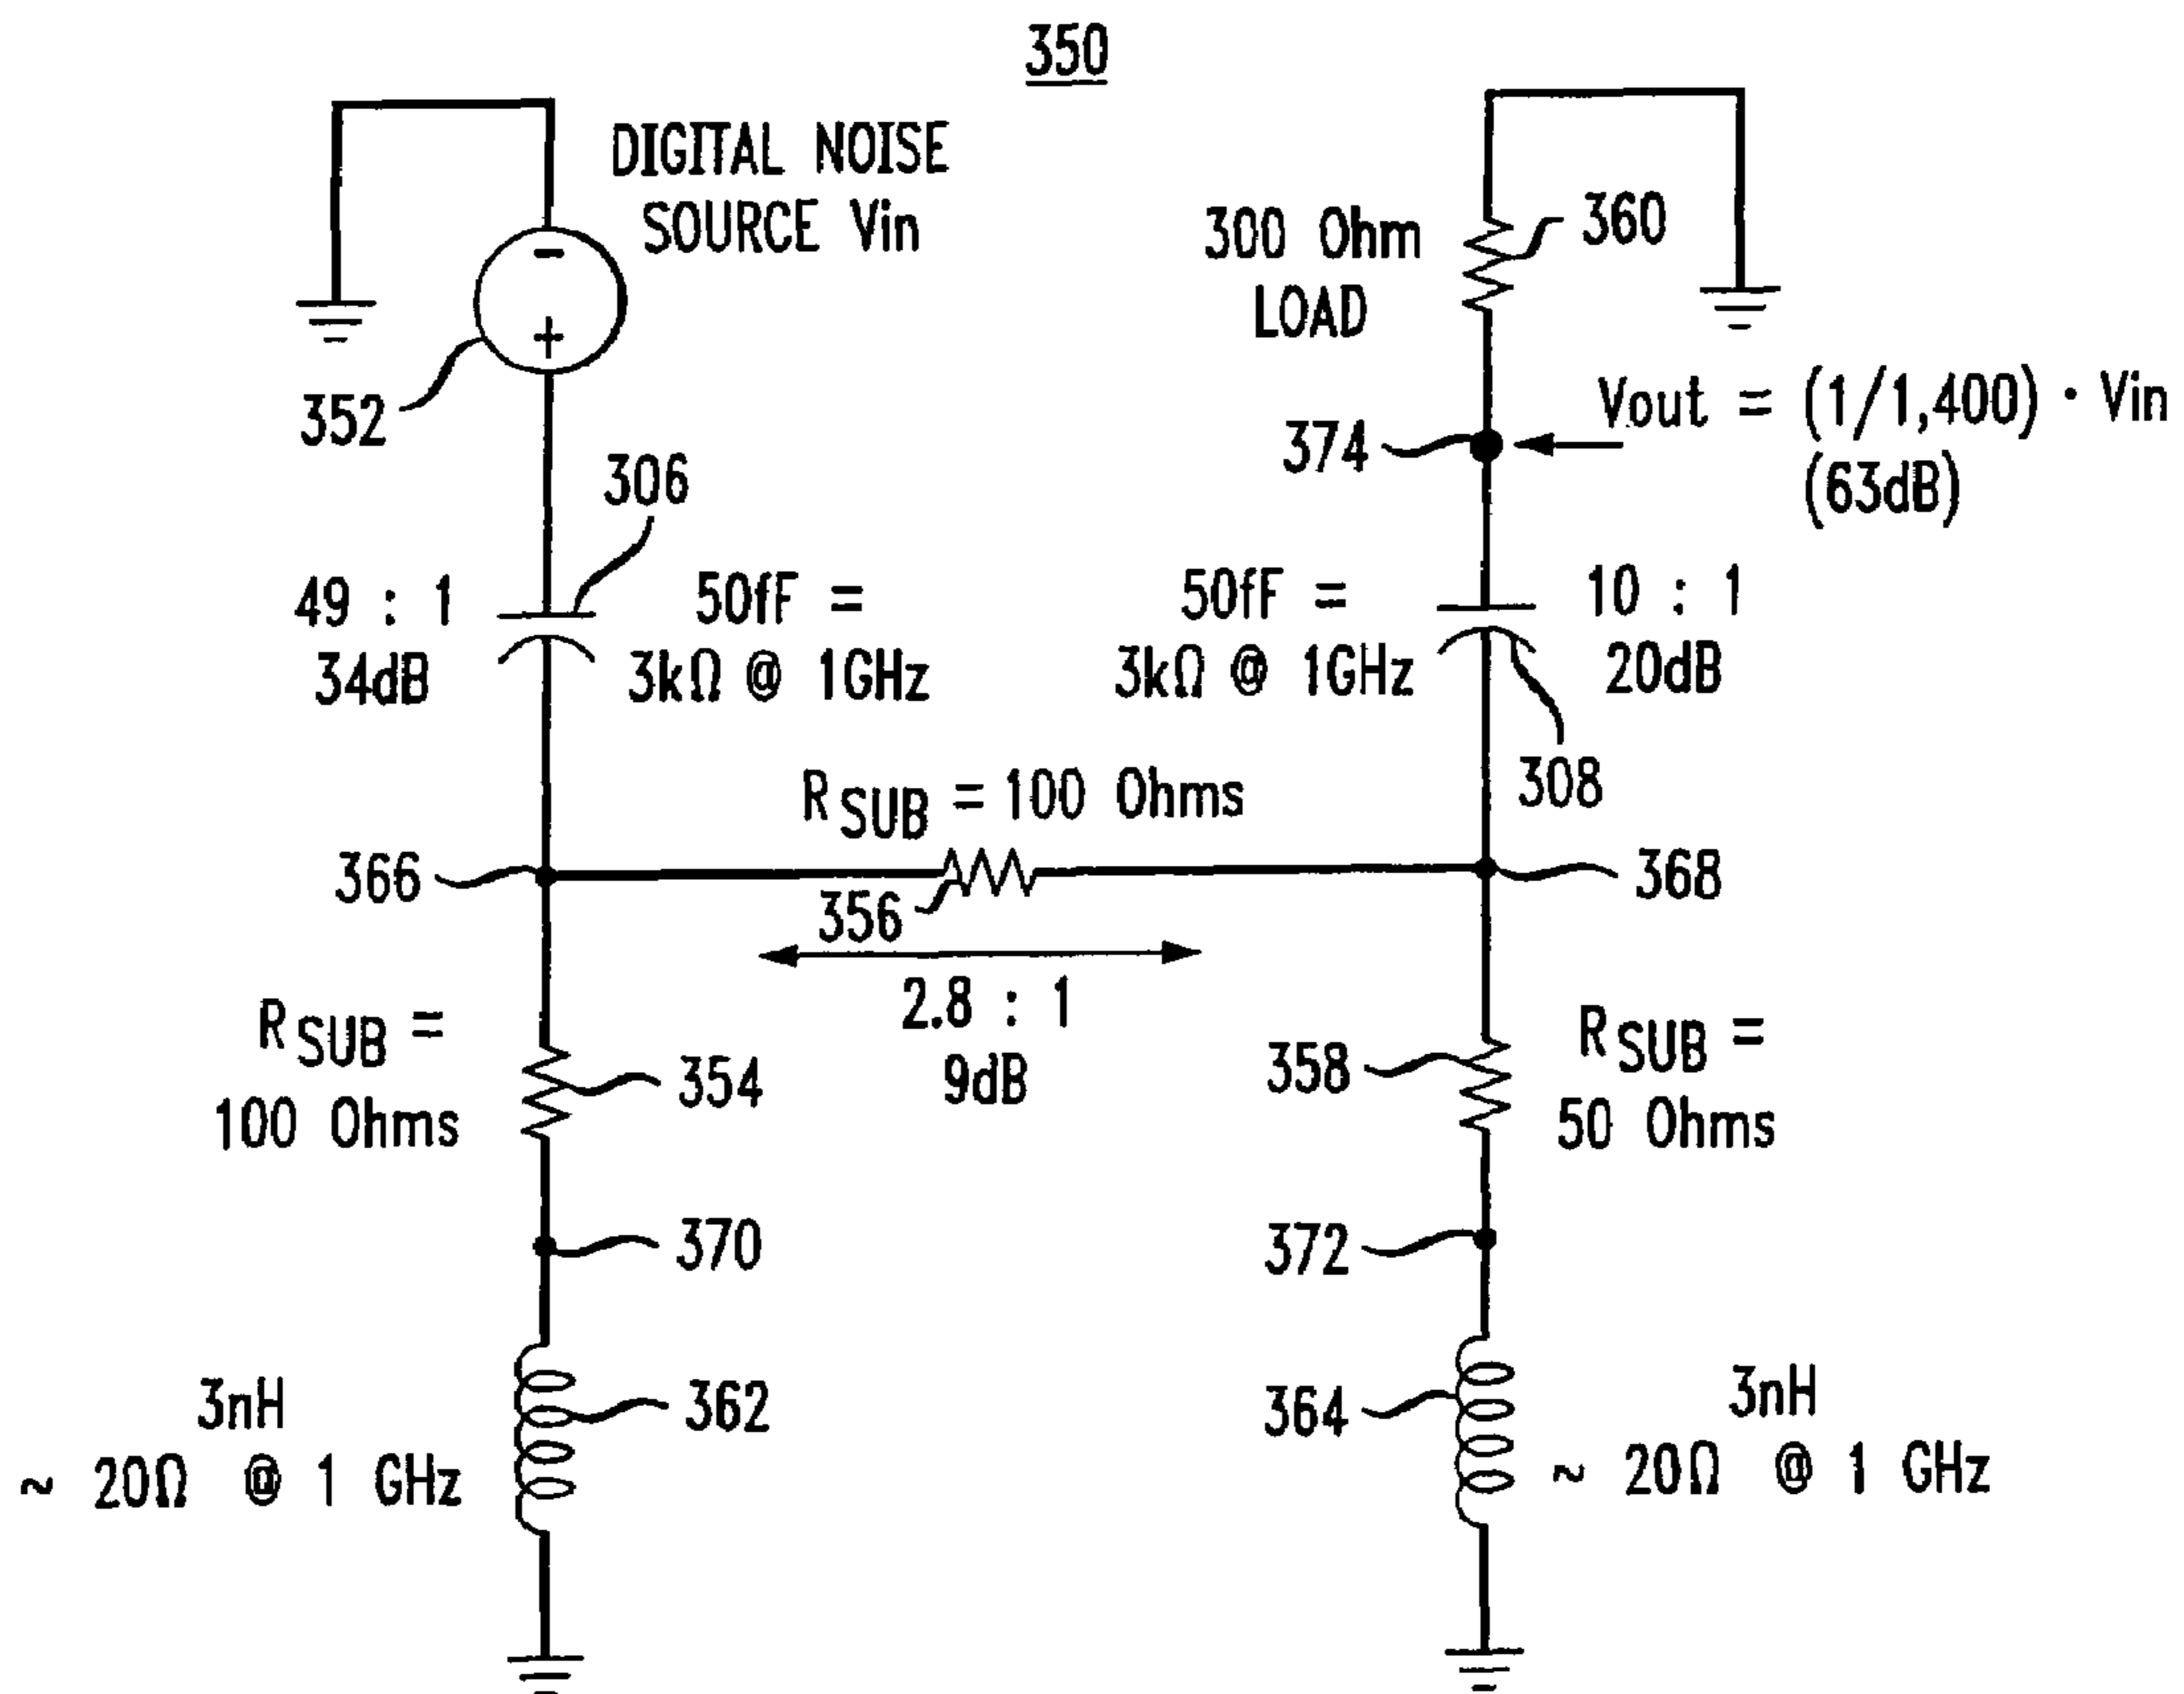 350
DIGITAL NOISE
SOURCE Vin
-
+
352
300 Ohm
LOAD
360
374
Vout = (1/1,400) · Vin
(63dB)
306
49 : 1
34dB
50fF =
3kΩ @ 1GHz
50fF =
3kΩ @ 1GHz
10 : 1
20dB
308
RSUB = 100 Ohms
366
356
368
2.8 : 1
9dB
RSUB =
100 Ohms
354
358
RSUB =
50 Ohms
370
372
3nH
~ 20Ω @ 1 GHz
362
364
3nH
~ 20Ω @ 1 GHz